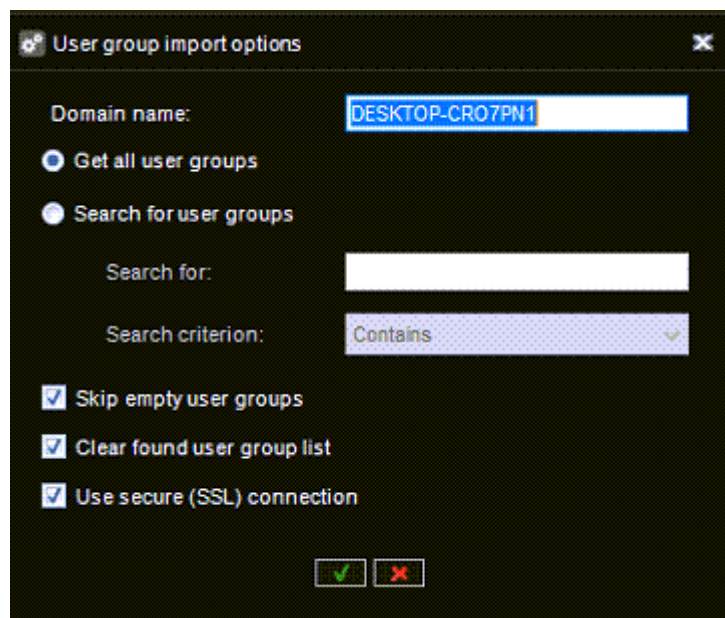 User group import options
Domain name: DESKTOP-CRO7PN1
Get all user groups
Search for user groups
Search for:
Search criterion: Contains
Skip empty user groups
Clear found user group list
Use secure (SSL) connection